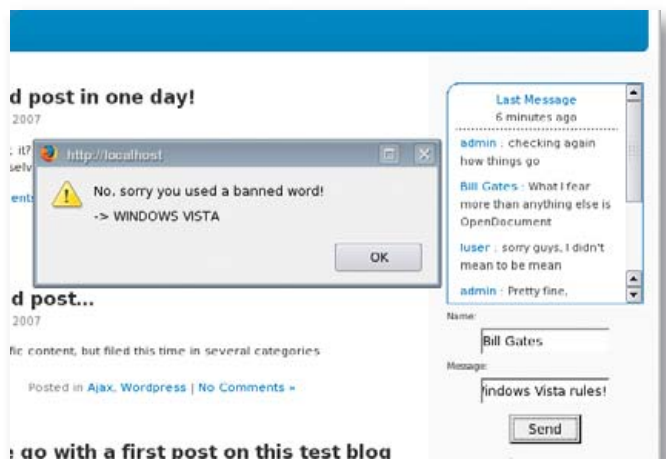 d post in one day!
2007
it?
selv
ent
http://localhost
No, sorry you used a banned word!
-> WINDOWS VISTA
OK
d post...
2007
fic content, but filed this time in several categories
Posted in Ajax, Wordpress | No Comments »
go with a first post on this test blog
Last Message
6 minutes ago
admin : checking again
how things go
Bill Gates : What I fear
more than anything else is
OpenDocument
luser : sorry guys, I didn't
mean to be mean
admin : Pretty fine,
Name:
Bill Gates
Message:
indows Vista rules!
Send